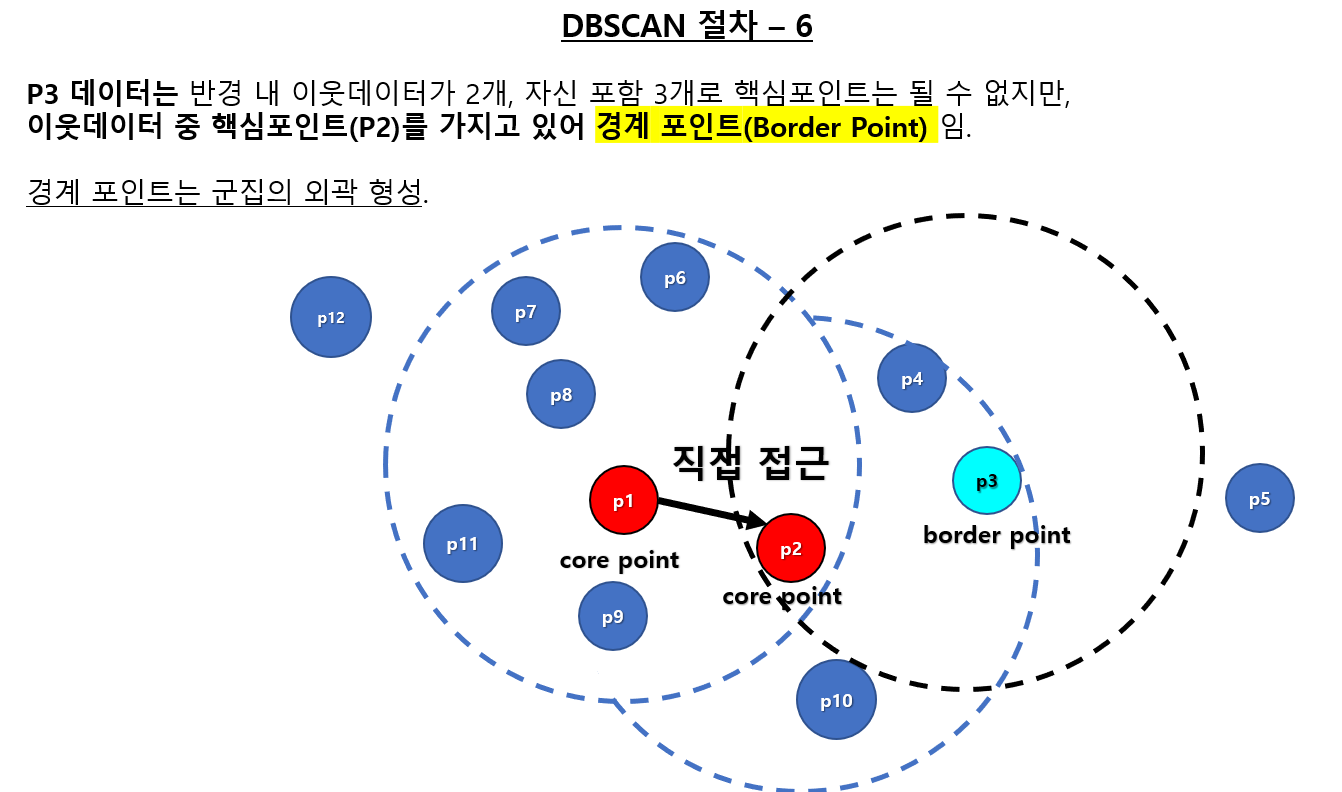 DBSCAN 절차 – 6
P3 데이터는 반경 내 이웃데이터가 2개, 자신 포함 3개로 핵심포인트는 될 수 없지만,
이웃데이터 중 핵심포인트(P2)를 가지고 있어 경계 포인트(Border Point) 임.
경계 포인트는 군집의 외곽 형성.
p6
p12
p7
p4
p8
직접 접근
p3
p1
p5
border point
p11
p2
core point
core point
p9
p10